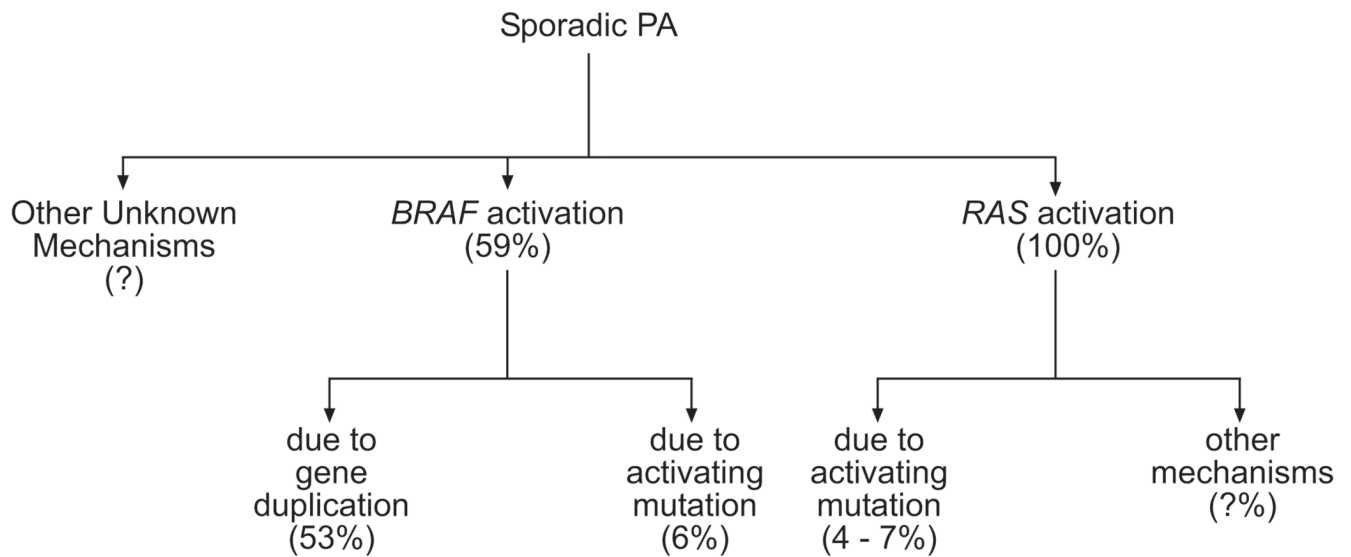 Sporadic PA
Other Unknown
Mechanisms
(?)
BRAF activation
(59%)
RAS activation
(100%)
due to
gene
duplication
(53%)
due to
activating
mutation
(6%)
due to
activating
mutation
(4 - 7%)
other
mechanisms
(?%)